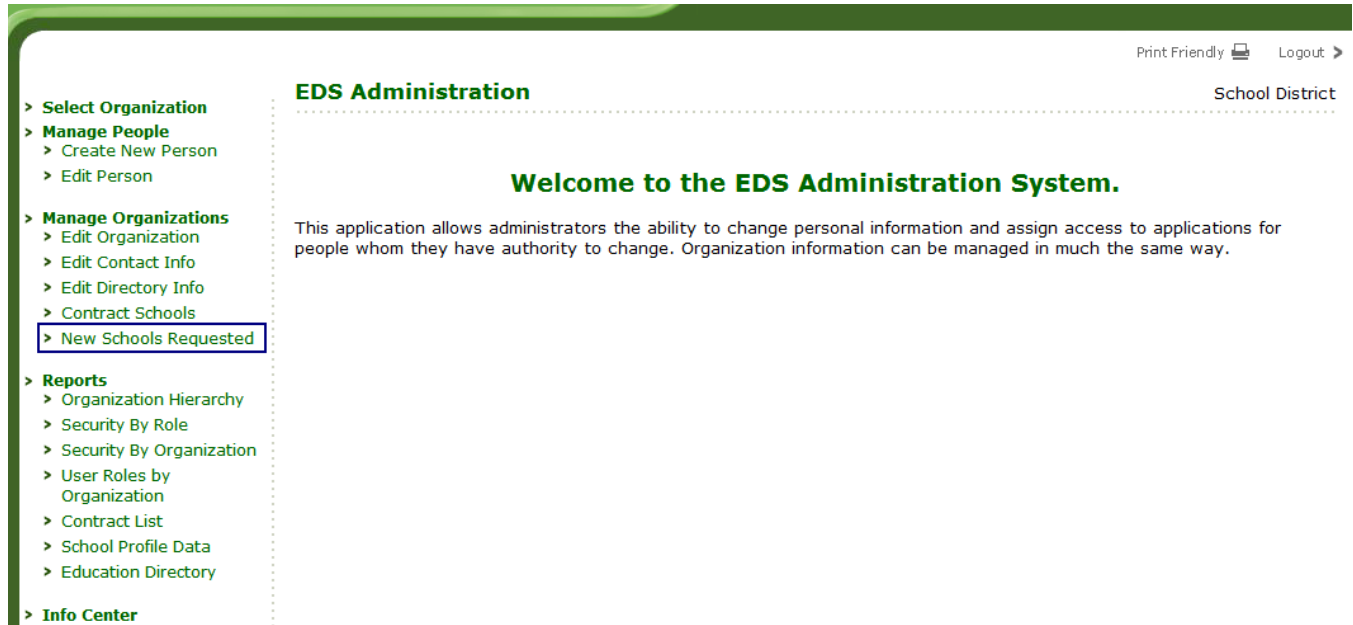 Print Friendly Logout >
EDS Administration
School District
> Select Organization
> Manage People
> Create New Person
> Edit Person
> Manage Organizations
> Edit Organization
> Edit Contact Info
> Edit Directory Info
> Contract Schools
> New Schools Requested
> Reports
> Organization Hierarchy
> Security By Role
> Security By Organization
> User Roles by
Organization
> Contract List
> School Profile Data
> Education Directory
> Info Center
Welcome to the EDS Administration System.
This application allows administrators the ability to change personal information and assign access to applications for
people whom they have authority to change. Organization information can be managed in much the same way.